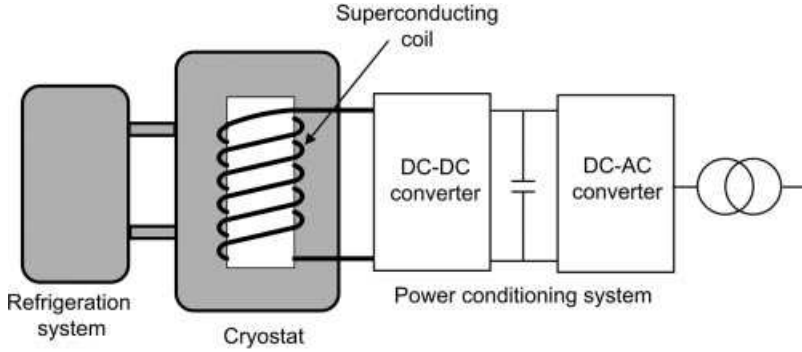 Superconducting
coil
DC-DC
converter
DC-AC
converter
Refrigeration
system
Cryostat
Power conditioning system